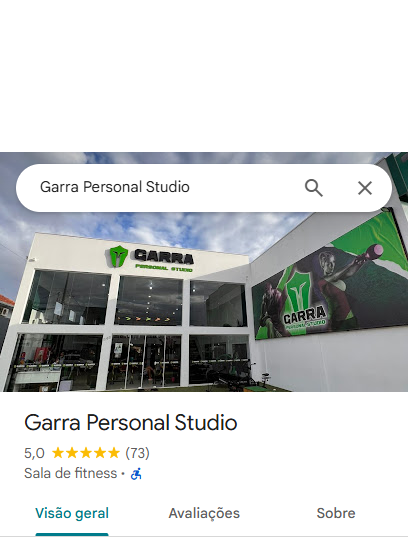 Garra Personal Studio
GARRA
PERSONAL STUDIO
GARRA
PERSONAL STUDIO
Garra Personal Studio
5,0 ★★★★★ (73)
Sala de fitness ·
Visão geral Avaliações Sobre